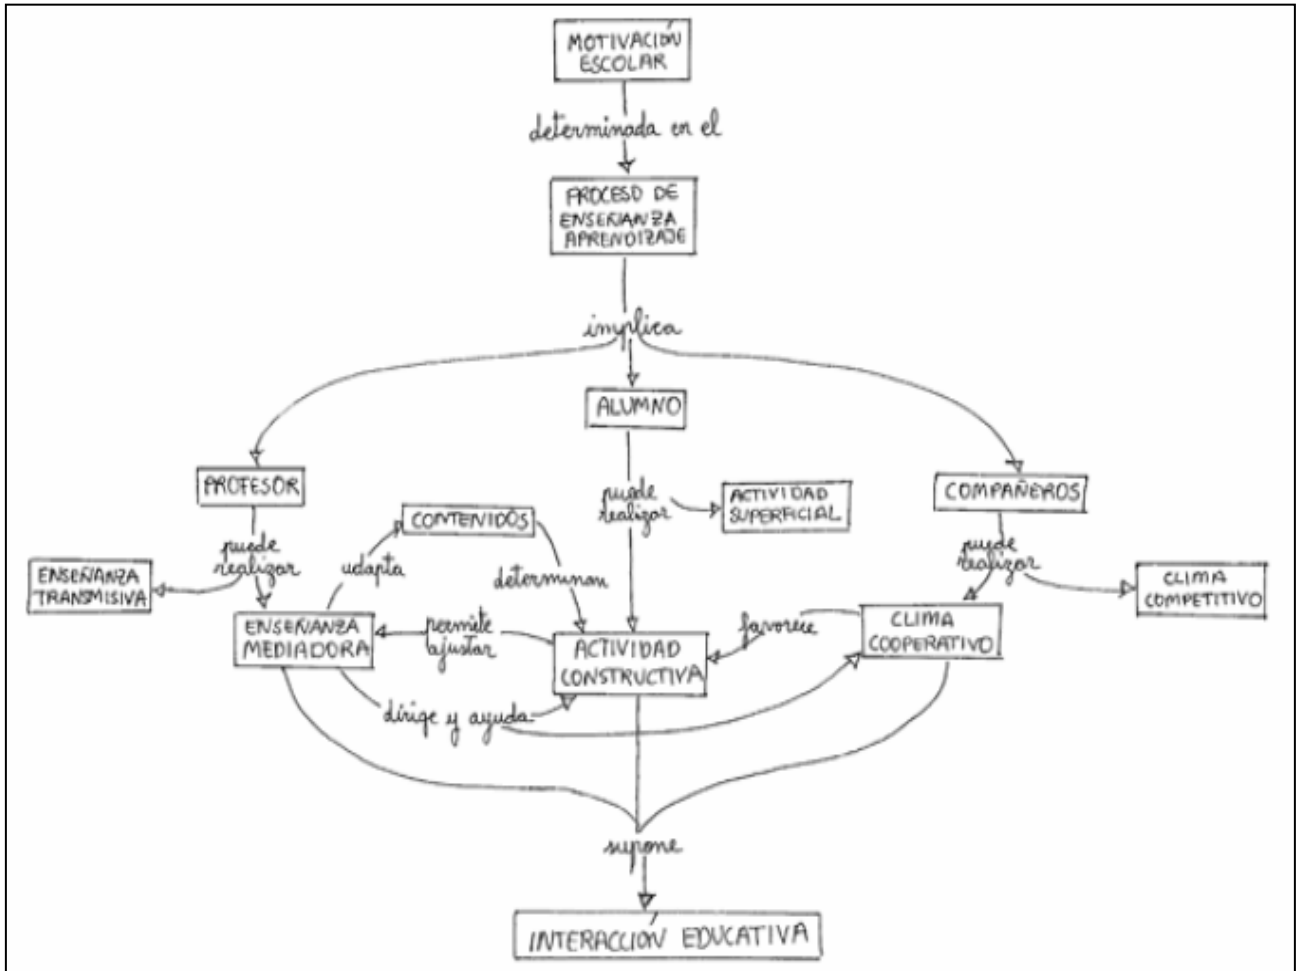 MOTIVACIÓN
ESCOLAR
determinada en el
PROCESO DE
ENSEÑANZA
APRENDIZAJE
implica
ALUMNO
PROFESOR
COMPAÑEROS
puede
realizar
ACTIVIDAD
SUPERFICIAL
CONTENIDOS
puede
realizar
adapta
determinan
puede
realizar
ENSEÑANZA
TRANSMISIVA
CLIMA
COMPETITIVO
ENSEÑANZA
MEDIADORA
permite
ajustar
ACTIVIDAD
CONSTRUCTIVA
favorece
CLIMA
COOPERATIVO
dirige y ayuda
supone
INTERACCIÓN EDUCATIVA